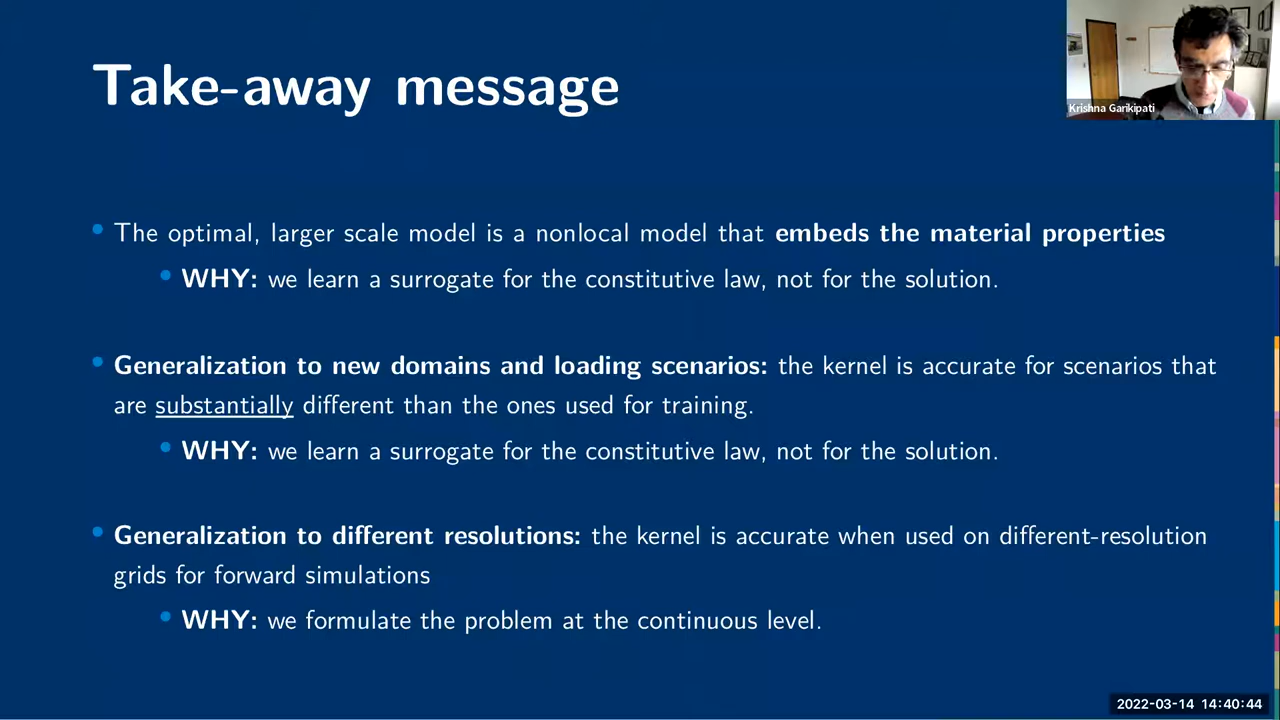 Take-away message
Krishna Garikipati
• The optimal, larger scale model is a nonlocal model that embeds the material properties
• WHY: we learn a surrogate for the constitutive law, not for the solution.
• Generalization to new domains and loading scenarios: the kernel is accurate for scenarios that
are substantially different than the ones used for training.
• WHY: we learn a surrogate for the constitutive law, not for the solution.
• Generalization to different resolutions: the kernel is accurate when used on different-resolution
grids for forward simulations
• WHY: we formulate the problem at the continuous level.
2022-03-14 14:40:44